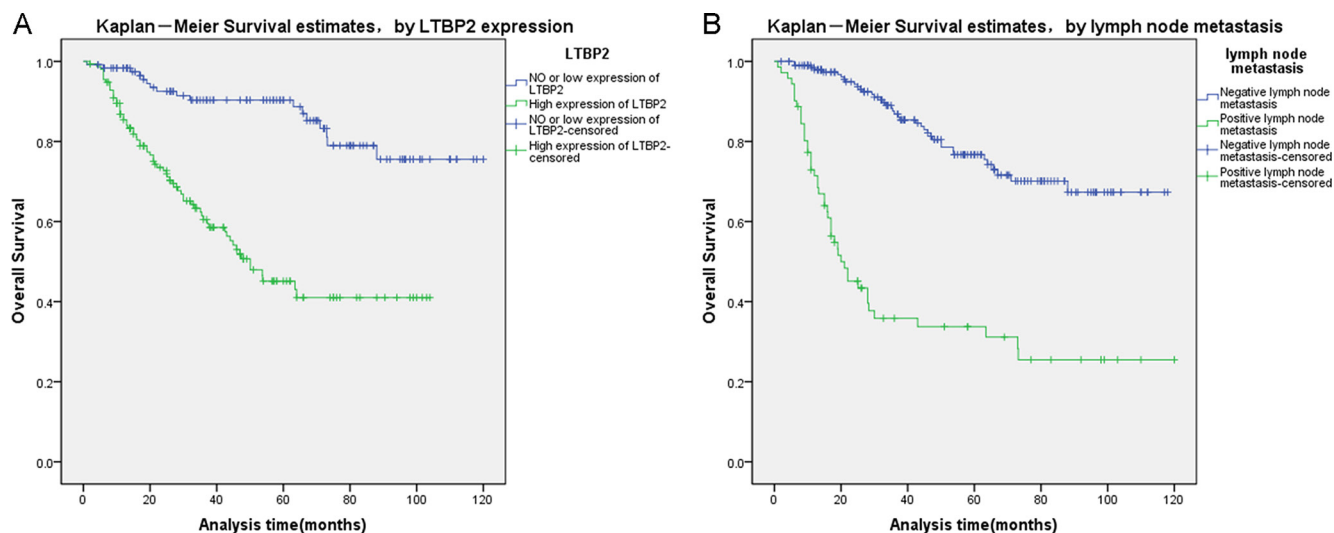 A
Kaplan—Meier Survival estimates, by LTBP2 expression
LTBP2
NO or low expression of
LTBP2
High expression of LTBP2
NO or low expression of
LTBP2-censored
High expression of LTBP2-
censored
Overall Survival
1.0
0.8
0.6
0.4
0.2
0.0
0
20
40
60
80
100
120
Analysis time(months)
B
Kaplan—Meier Survival estimates, by lymph node metastasis
lymph node
metastasis
Negative lymph node
metastasis
Positive lymph node
metastasis
Negative lymph node
metastasis-censored
Positive lymph node
metastasis-censored
Overall Survival
1.0
0.8
0.6
0.4
0.2
0.0
0
20
40
60
80
100
120
Analysis time(months)